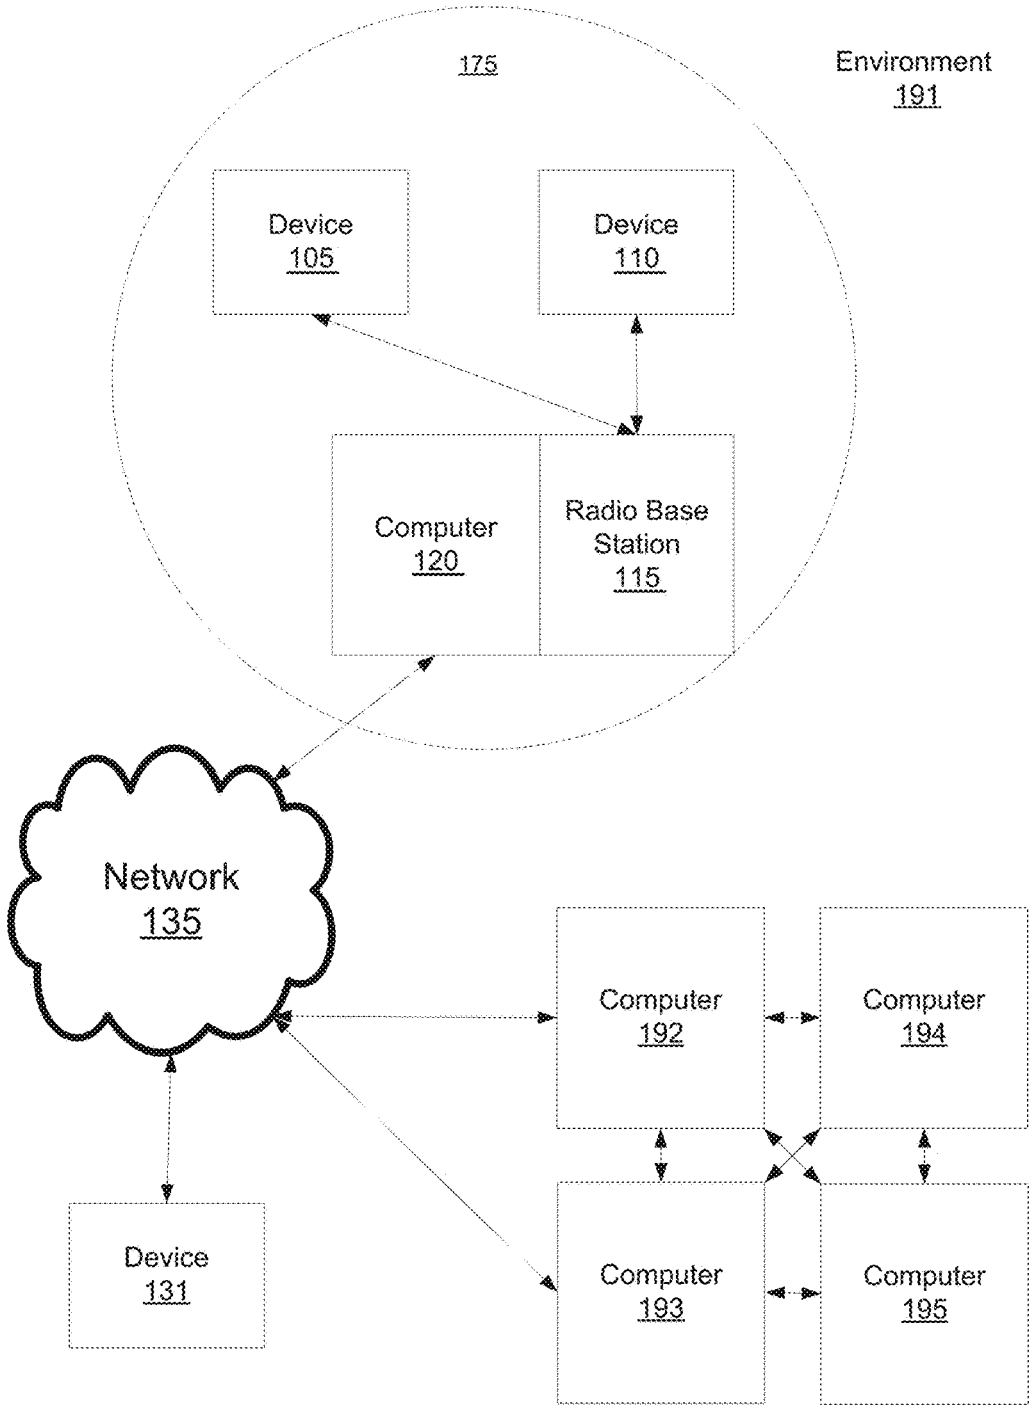 175
Environment
191
Device
105
Device
110
Computer
120
Radio Base
Station
115
Network
135
Computer
192
Computer
194
Device
131
Computer
193
Computer
195